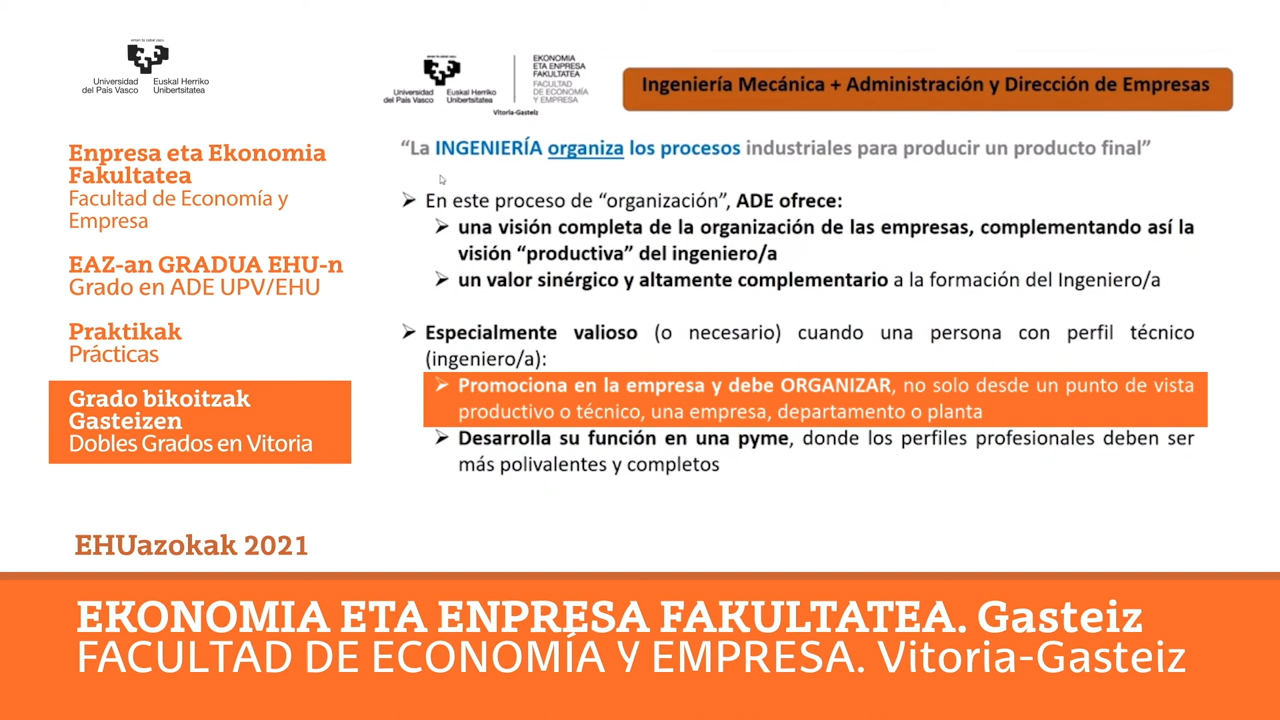 eman ta zabal zazu
Universidad
del País Vasco
Euskal Herriko
Unibertsitatea
Enpresa eta Ekonomia
Fakultatea
Facultad de Economía y
Empresa
EAZ-an GRADUA EHU-n
Grado en ADE UPV/EHU
Praktikak
Prácticas
Grado bikoitzak
Gasteizen
Dobles Grados en Vitoria
EHUazokak 2021
Universidad
del País Vasco
Euskal Herriko
Unibertsitatea
EKONOMIA
ETA ENPRESA
FAKULTATEA
FACULTAD
DE ECONOMÍA
Y EMPRESA
Vitoria-Gasteiz
Ingeniería Mecánica + Administración y Dirección de Empresas
“La INGENIERÍA organiza los procesos industriales para producir un producto final”
➢ En este proceso de “organización”, ADE ofrece:
➢ una visión completa de la organización de las empresas, complementando así la
visión “productiva” del ingeniero/a
➢ un valor sinérgico y altamente complementario a la formación del Ingeniero/a
➢ Especialmente valioso (o necesario) cuando una persona con perfil técnico
(ingeniero/a):
➢ Promociona en la empresa y debe ORGANIZAR, no solo desde un punto de vista
productivo o técnico, una empresa, departamento o planta
➢ Desarrolla su función en una pyme, donde los perfiles profesionales deben ser
más polivalentes y completos
EKONOMIA ETA ENPRESA FAKULTATEA. Gasteiz
FACULTAD DE ECONOMÍA Y EMPRESA. Vitoria-Gasteiz